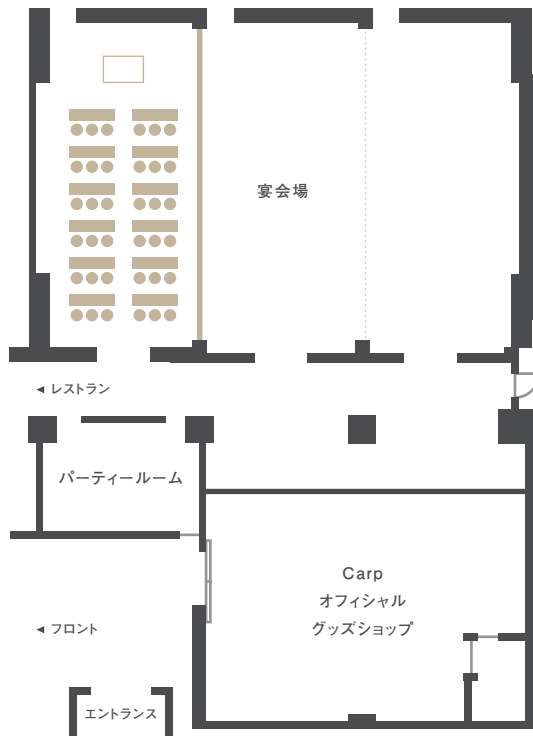 宴会場
◀ レストラン
パーティールーム
Carp
オフィシャル
グッズショップ
◀ フロント
エントランス